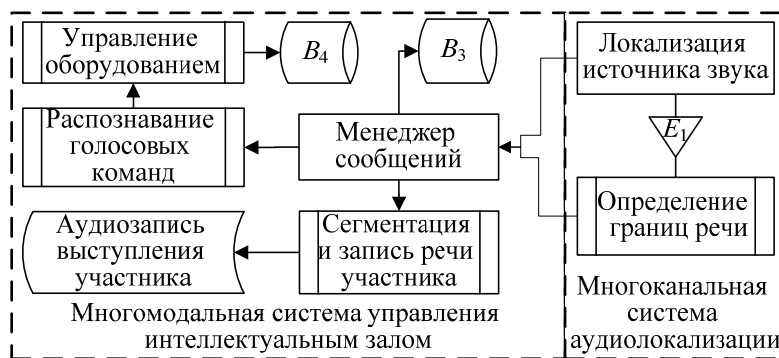 Управление
оборудованием
B4
B3
Локализация
источника звука
E1
Распознавание
голосовых
команд
Менеджер
сообщений
Определение
границ речи
Аудиозапись
выступления
участника
Сегментация
и запись речи
участника
Многомодальная система управления
интеллектуальным залом
Многоканальная
система
аудиолокализации